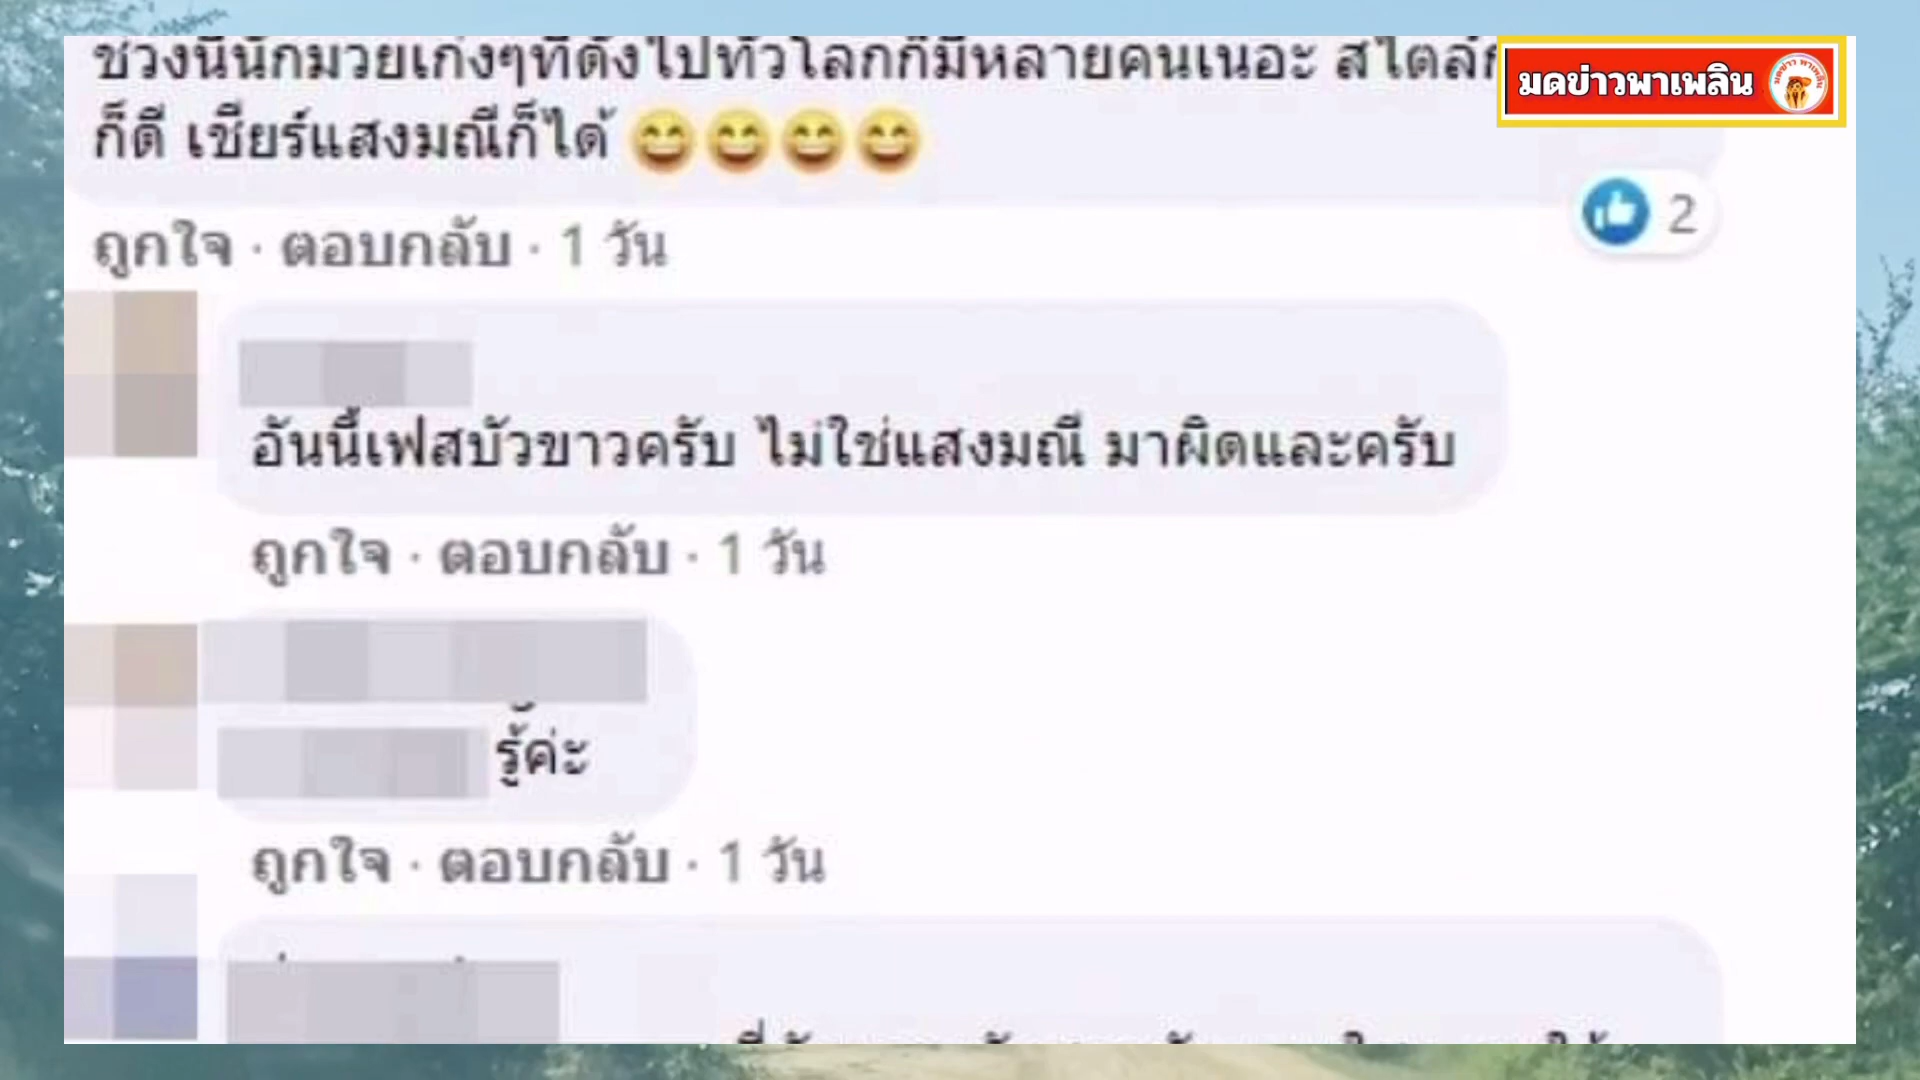 ช่วงนี้นักมวยเก่งๆที่ดังไปทั่วโลกก็มีหลายคนเนอะ สไตล์
มดข่าวพาเพลิน
ก็ดี เชียร์แสงมณีก็ได้ 😄😄😄😄
2
ถูกใจ · ตอบกลับ · 1 วัน
อันนี้เฟสบัวขาวครับ ไม่ใช่แสงมณี มาผิดและครับ
ถูกใจ · ตอบกลับ · 1 วัน
รู้ค่ะ
ถูกใจ · ตอบกลับ · 1 วัน